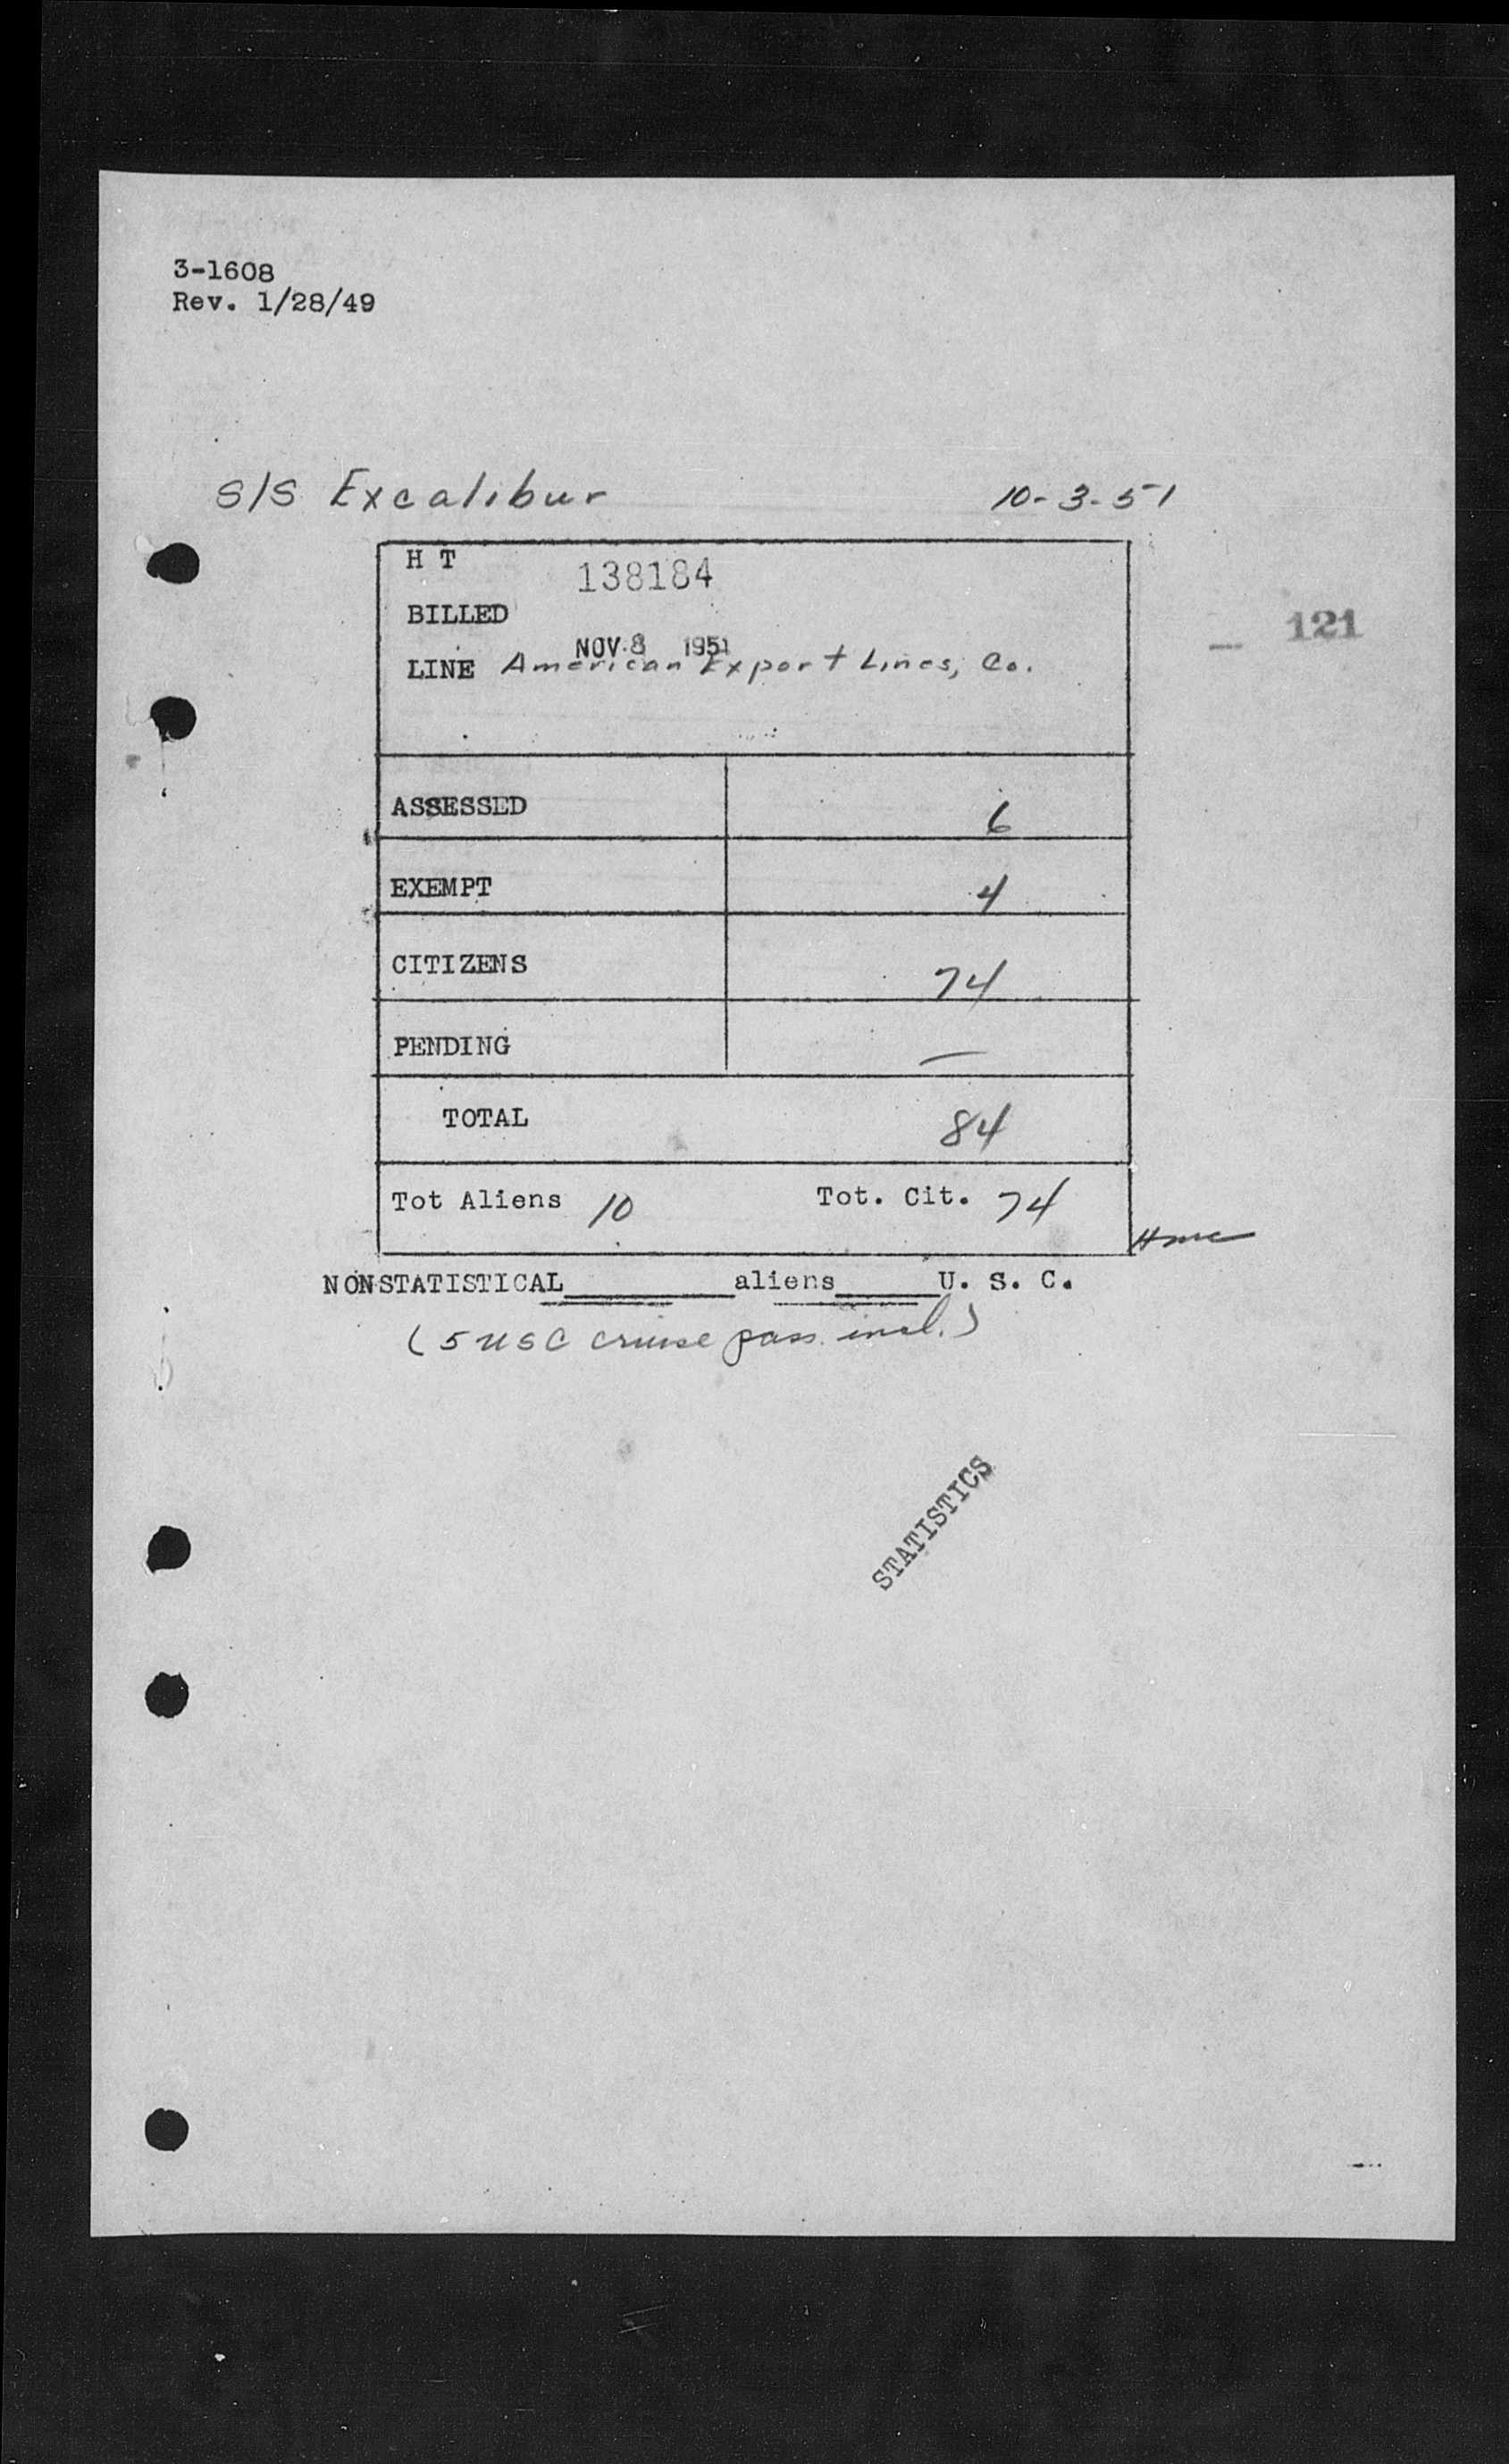 3-1608
Rev. 1/28/49
S/S Excalibur 10-3-51
H T 138184
BILLED
NOV 8 1951
LINE American Export Lines, Co.
121
ASSESSED 6
EXEMPT 4
CITIZENS 74
PENDING —
TOTAL 84
Tot Aliens 10 Tot. Cit. 74
NONSTATISTICAL________aliens_____U. S. C.
(5 USC cruise pass. incl.)
STATISTICS